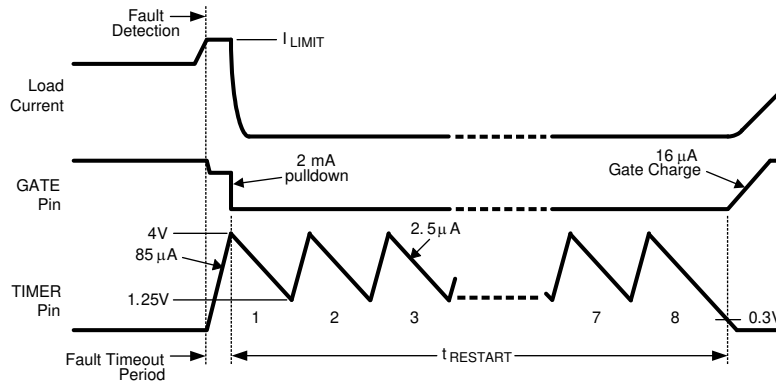 Fault
Detection
I LIMIT
Load
Current
2 mA
pulldown
16 μA
Gate Charge
GATE
Pin
4V
2. 5 μ A
85 μA
TIMER
Pin
1.25V
1
2
3
7
8
0.3V
Fault Timeout
Period
t RESTART